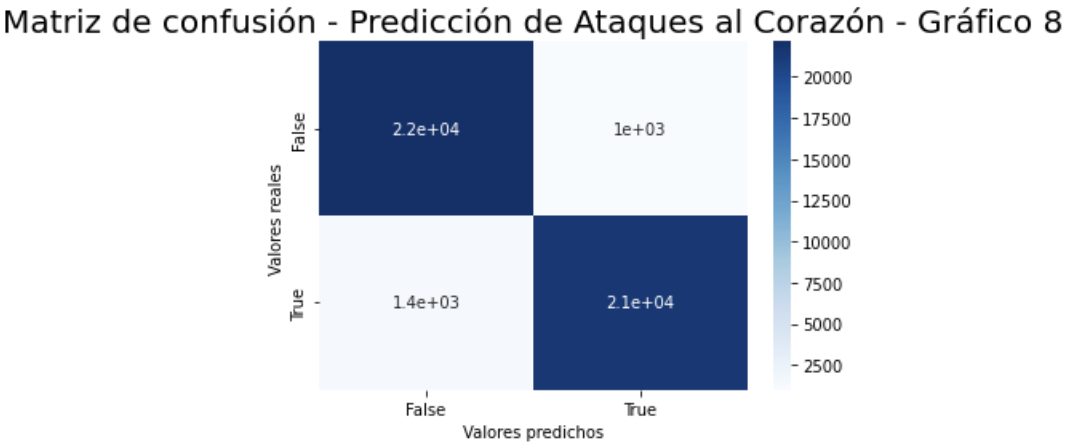 Matriz de confusión - Predicción de Ataques al Corazón - Gráfico 8
Valores reales
False
True
2.2e+04
1e+03
1.4e+03
2.1e+04
False
True
Valores predichos
20000
17500
15000
12500
10000
7500
5000
2500